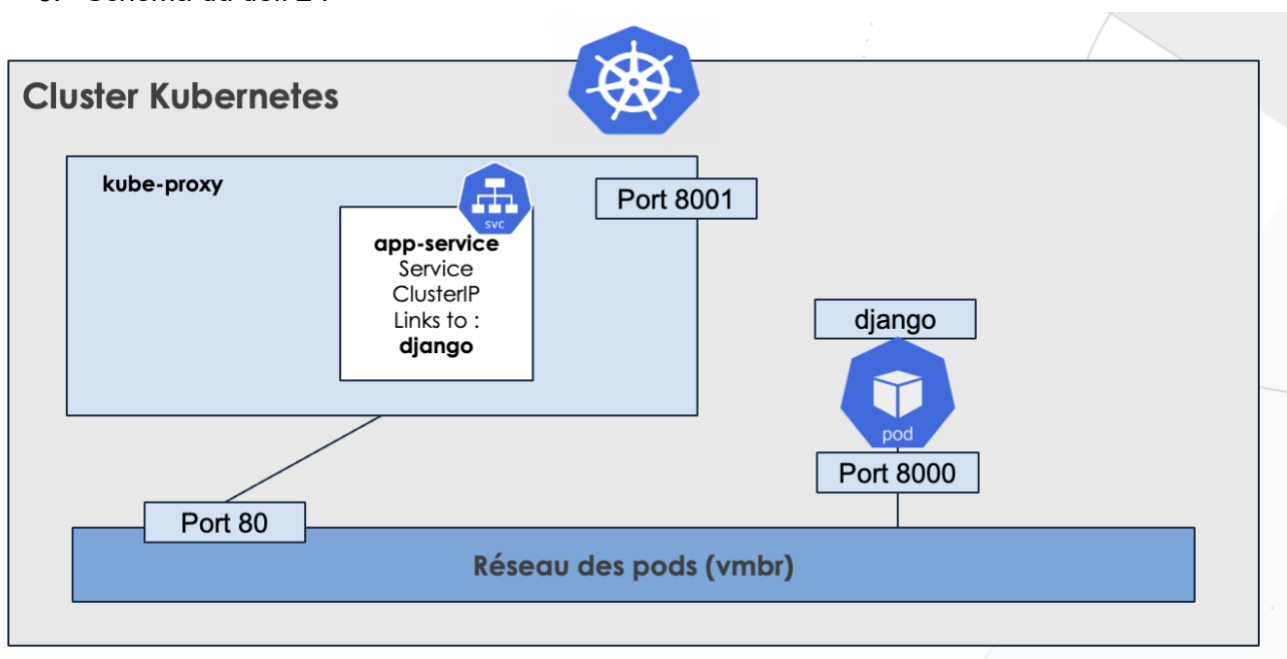 Cluster Kubernetes
kube-proxy
svc
Port 8001
app-service
Service
ClusterIP
Links to :
django
django
pod
Port 8000
Port 80
Réseau des pods (vmbr)